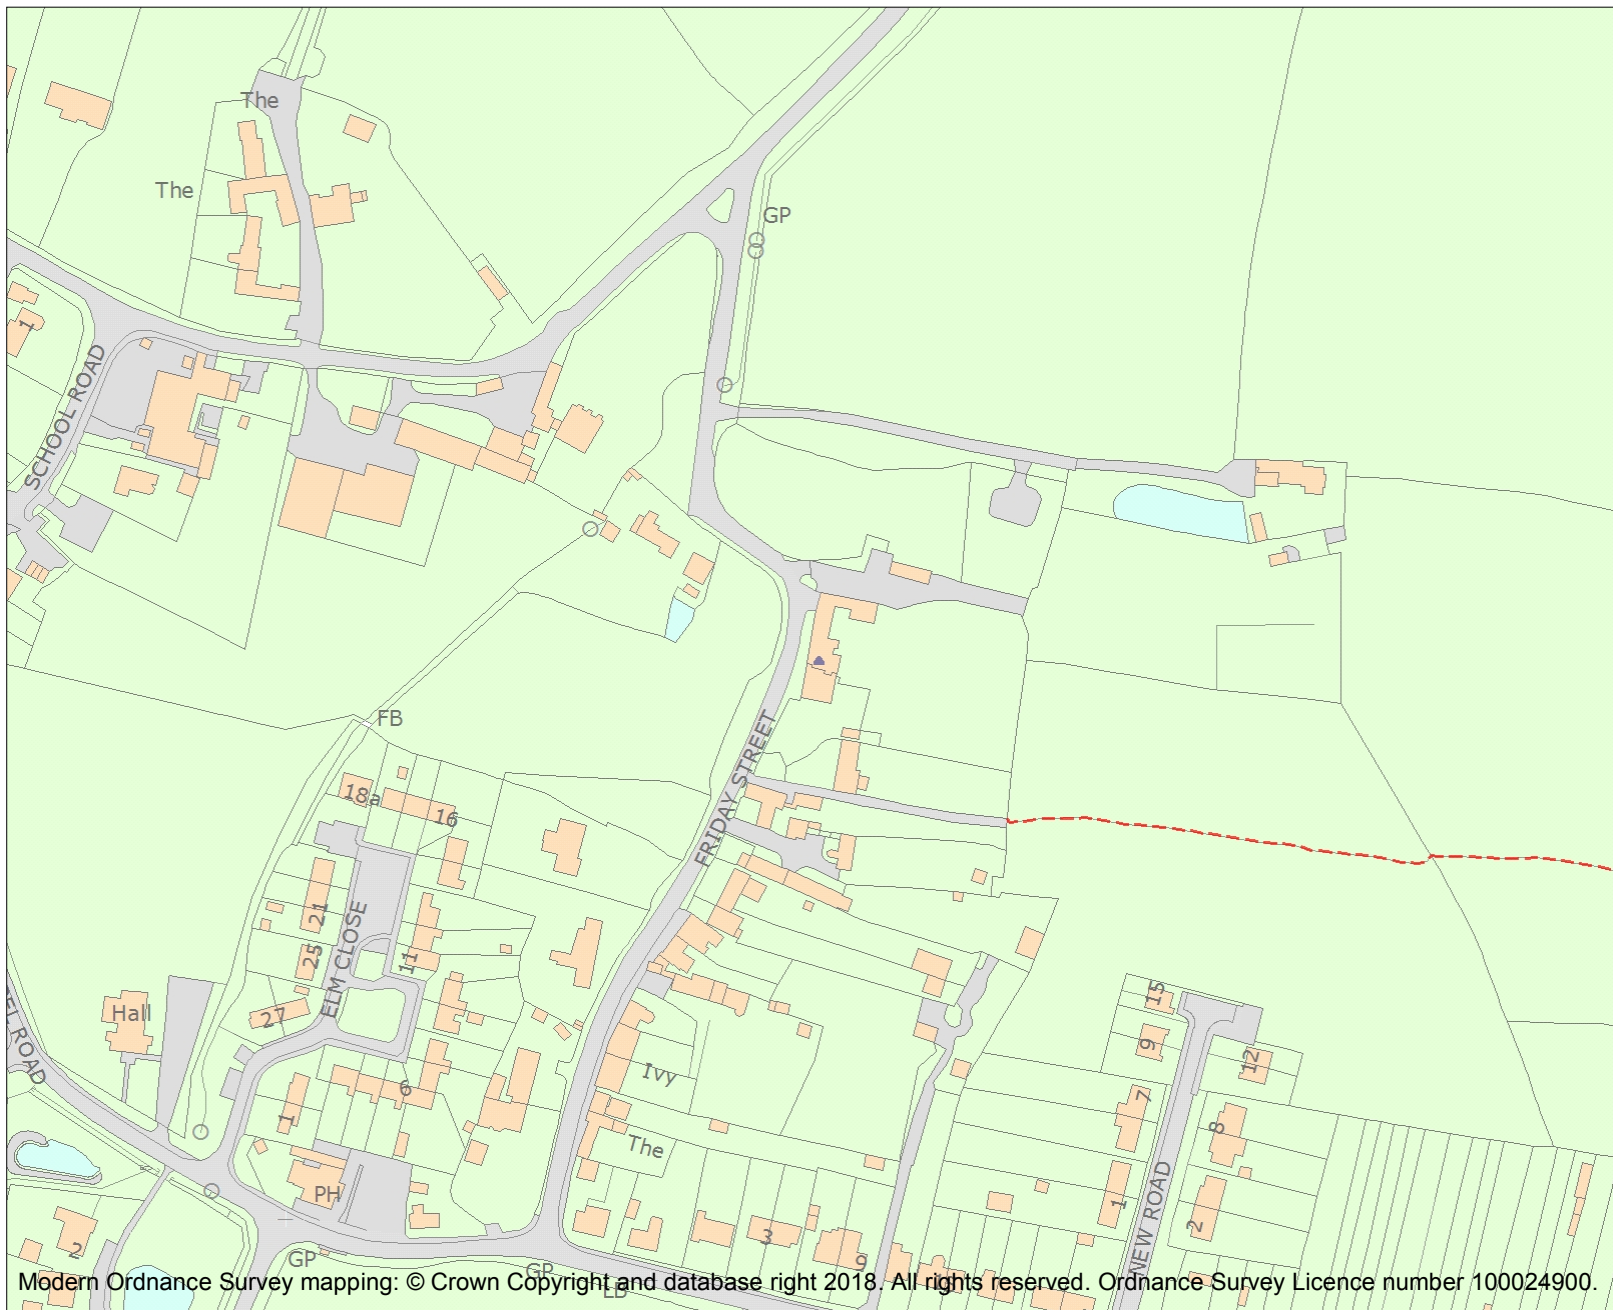 The
The
GP
1
SCHOOL ROAD
FB
FRIDAY STREET
18a
16
21
25
11
ELM CLOSE
27
Hall
15
9
12
Ivy
6
7
1
8
The
PH
1
NEW ROAD
2
3
9
2
GP
GP
LB
Modern Ordnance Survey mapping: © Crown Copyright and database right 2018. All rights reserved. Ordnance Survey Licence number 100024900.